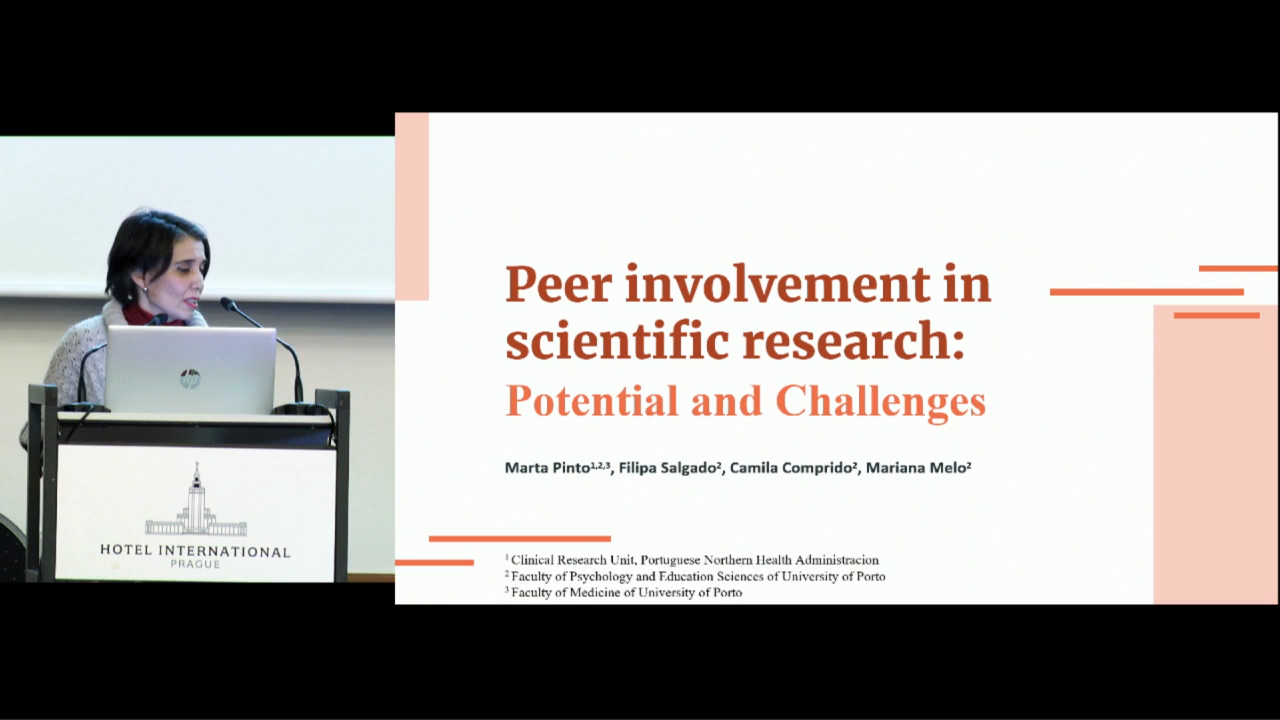 hp
HOTEL INTERNATIONAL
PRAGUE
Peer involvement in
scientific research:
Potential and Challenges
Marta Pinto¹,²,³, Filipa Salgado², Camila Comprido², Mariana Melo²
¹ Clinical Research Unit, Portuguese Northern Health Administracion
² Faculty of Psychology and Education Sciences of University of Porto
³ Faculty of Medicine of University of Porto